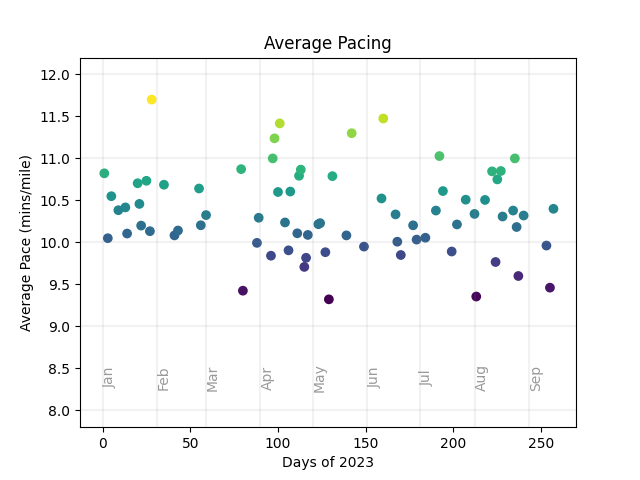 Average Pacing
12.0
11.5
11.0
10.5
10.0
9.5
9.0
8.5
8.0
Average Pace (mins/mile)
Jan
Feb
Mar
Apr
May
Jun
Jul
Aug
Sep
0 50 100 150 200 250
Days of 2023